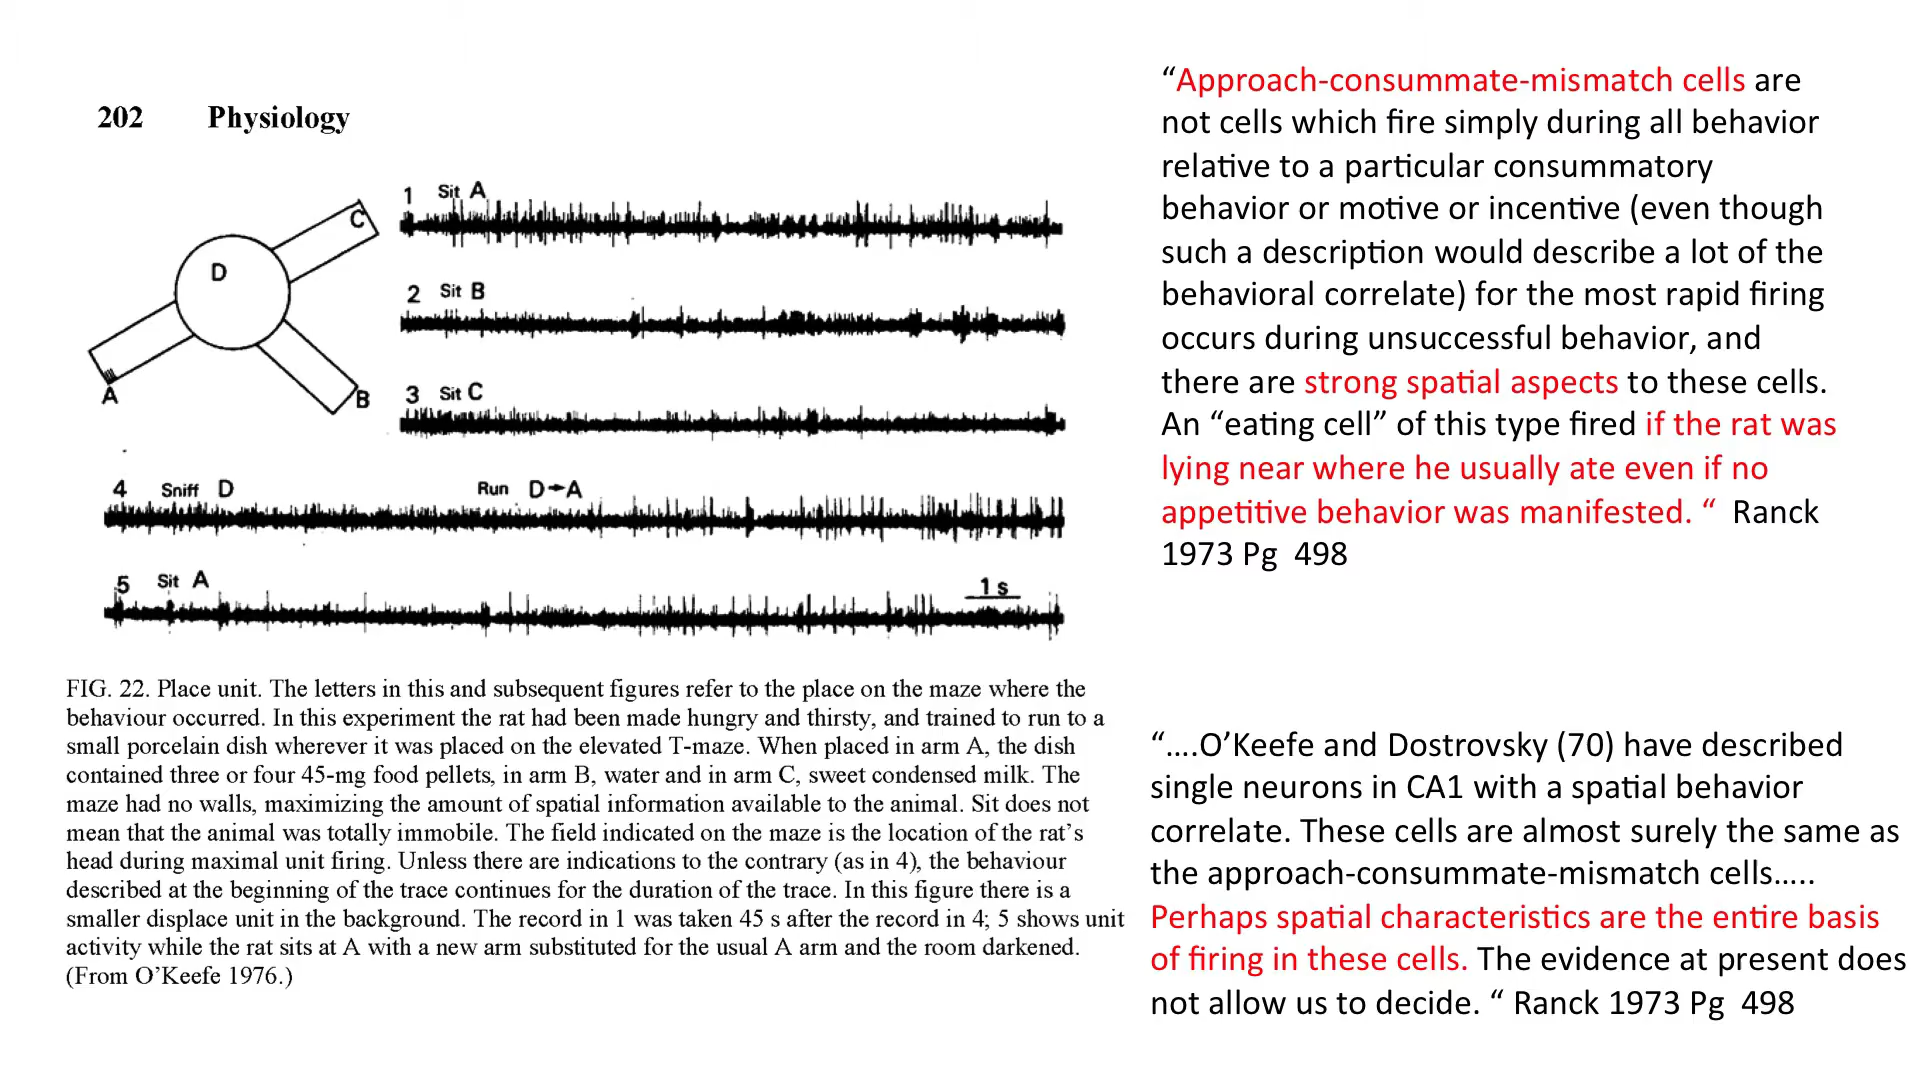 202 Physiology
C
D
A
B
1 Sit A
2 Sit B
3 Sit C
4 Sniff D Run D→A
5 Sit A
1 s
FIG. 22. Place unit. The letters in this and subsequent figures refer to the place on the maze where the
behaviour occurred. In this experiment the rat had been made hungry and thirsty, and trained to run to a
small porcelain dish wherever it was placed on the elevated T-maze. When placed in arm A, the dish
contained three or four 45-mg food pellets, in arm B, water and in arm C, sweet condensed milk. The
maze had no walls, maximizing the amount of spatial information available to the animal. Sit does not
mean that the animal was totally immobile. The field indicated on the maze is the location of the rat’s
head during maximal unit firing. Unless there are indications to the contrary (as in 4), the behaviour
described at the beginning of the trace continues for the duration of the trace. In this figure there is a
smaller displace unit in the background. The record in 1 was taken 45 s after the record in 4; 5 shows unit
activity while the rat sits at A with a new arm substituted for the usual A arm and the room darkened.
(From O’Keefe 1976.)
“Approach-consummate-mismatch cells are
not cells which fire simply during all behavior
relative to a particular consummatory
behavior or motive or incentive (even though
such a description would describe a lot of the
behavioral correlate) for the most rapid firing
occurs during unsuccessful behavior, and
there are strong spatial aspects to these cells.
An “eating cell” of this type fired if the rat was
lying near where he usually ate even if no
appetitive behavior was manifested. “ Ranck
1973 Pg 498
“….O’Keefe and Dostrovsky (70) have described
single neurons in CA1 with a spatial behavior
correlate. These cells are almost surely the same as
the approach-consummate-mismatch cells…..
Perhaps spatial characteristics are the entire basis
of firing in these cells. The evidence at present does
not allow us to decide. “ Ranck 1973 Pg 498